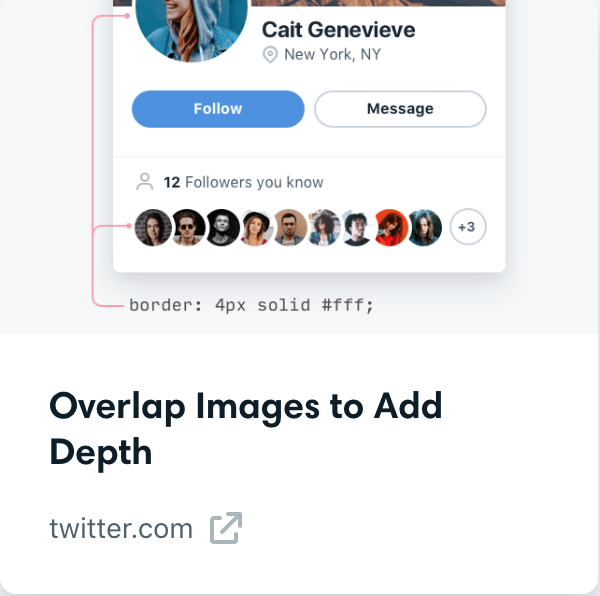 Cait Genevieve
New York, NY
Follow
Message
12 Followers you know
+3
border: 4px solid #fff;
Overlap Images to Add
Depth
twitter.com